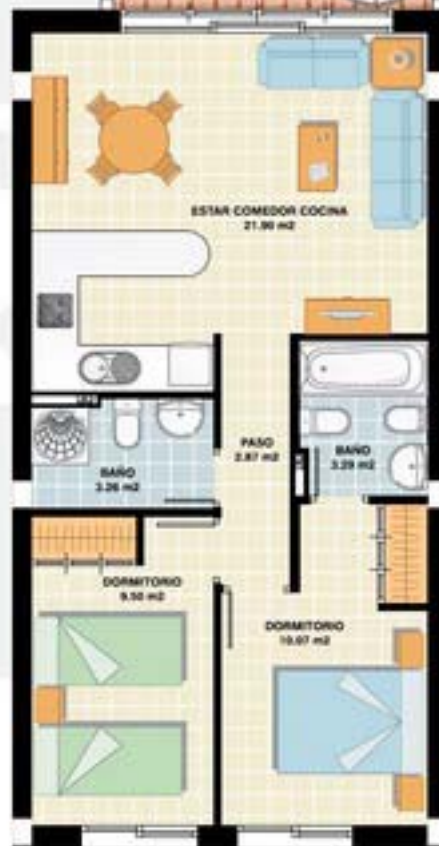 ESTAR COMEDOR COCINA
21.90 m2
PASO
2.87 m2
BAÑO
3.29 m2
BAÑO
3.26 m2
DORMITORIO
9.50 m2
DORMITORIO
10.07 m2